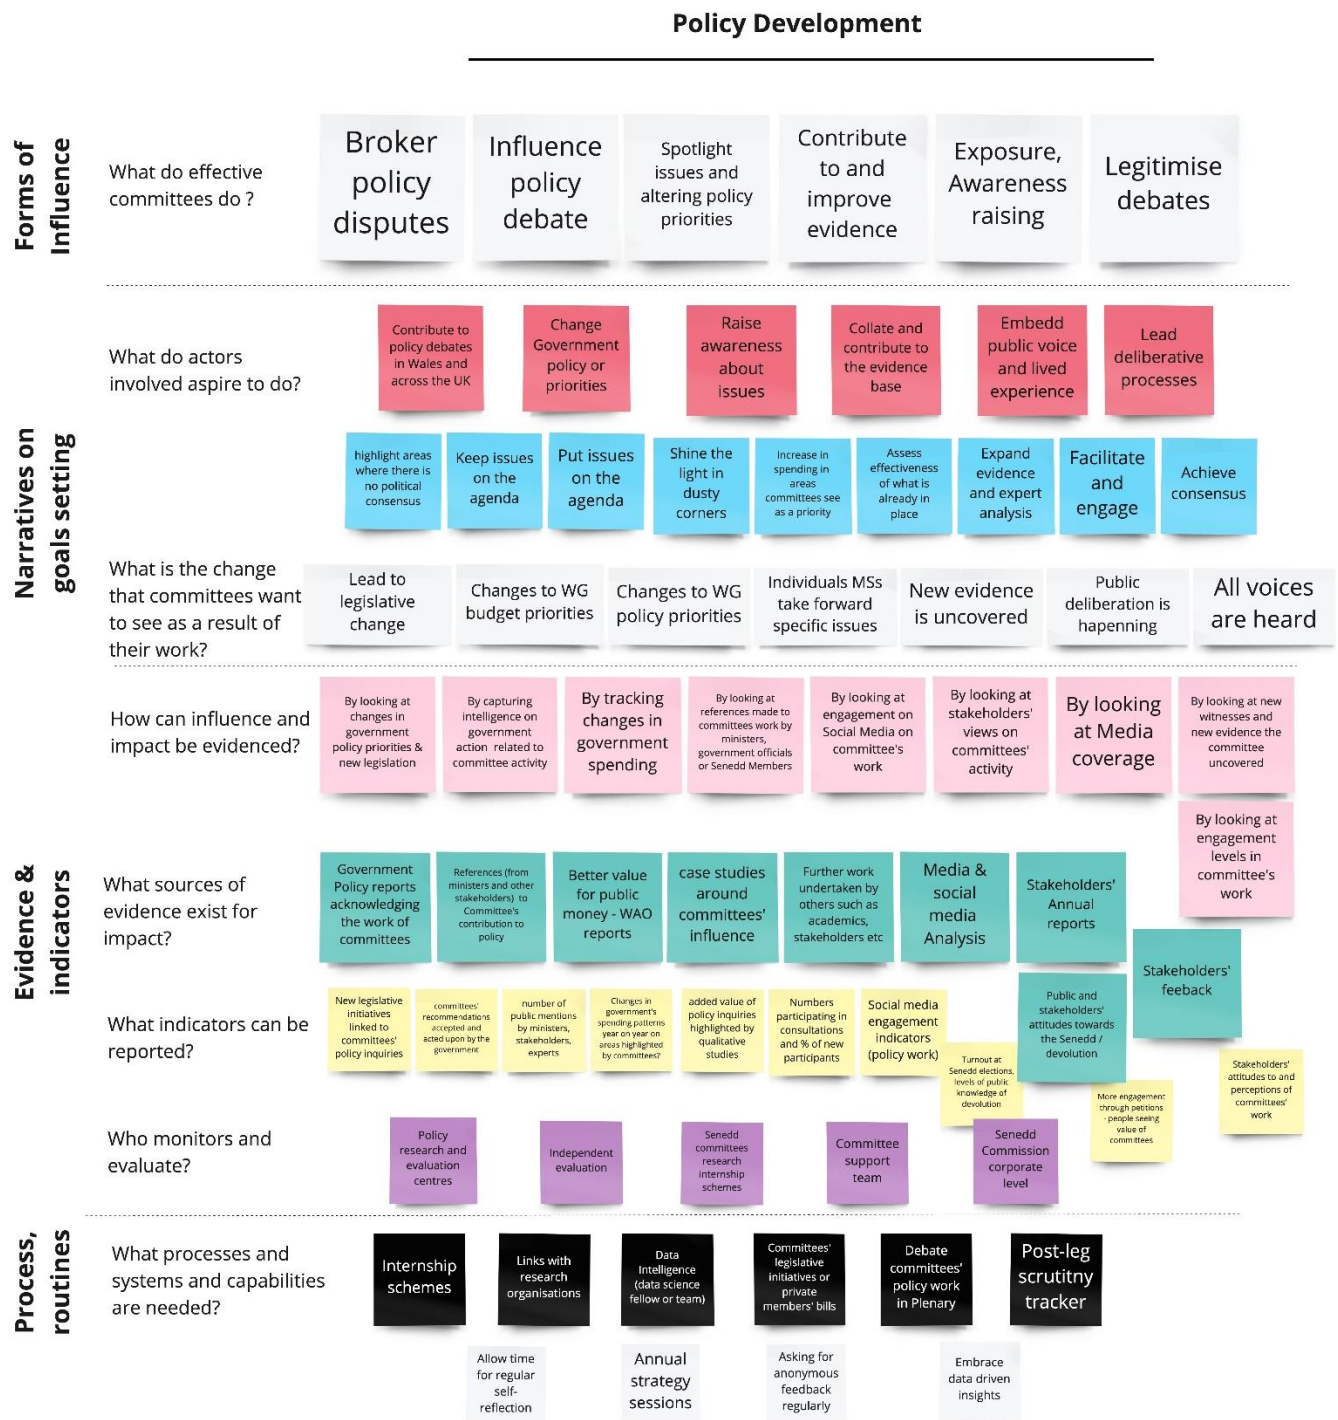 Policy Development
Forms of
Influence
What do effective
committees do ?
Broker
policy
disputes
Influence
policy
debate
Spotlight
issues and
altering policy
priorities
Contribute
to and
improve
evidence
Exposure,
Awareness
raising
Legitimise
debates
Narratives on
goals setting
What do actors
involved aspire to do?
Contribute to
policy debates
in Wales and
across the UK
Change
Government
policy or
priorities
Raise
awareness
about
issues
Collate and
contribute to
the evidence
base
Embedd
public voice
and lived
experience
Lead
deliberative
processes
highlight areas
where there is
no political
consensus
Keep issues
on the
agenda
Put issues
on the
agenda
Shine the
light in
dusty
corners
Increase in
spending in
areas
committees see
as a priority
Assess
effectiveness
of what is
already in
place
Expand
evidence
and expert
analysis
Facilitate
and
engage
Achieve
consensus
What is the change
that committees want
to see as a result of
their work?
Lead to
legislative
change
Changes to WG
budget priorities
Changes to WG
policy priorities
Individuals MSs
take forward
specific issues
New evidence
is uncovered
Public
deliberation is
hapenning
All voices
are heard
Evidence &
indicators
How can influence and
impact be evidenced?
By looking at
changes in
government
policy priorities &
new legislation
By capturing
intelligence on
government
action related to
committee activity
By tracking
changes in
government
spending
By looking at
references made to
committees work by
ministers,
government officials
or Senedd Members
By looking at
engagement on
Social Media on
committee's
work
By looking at
stakeholders'
views on
committees'
activity
By looking
at Media
coverage
By looking at new
witnesses and
new evidence the
committee
uncovered
By looking at
engagement
levels in
committee's
work
What sources of
evidence exist for
impact?
Government
Policy reports
acknowledging
the work of
committees
References (from
ministers and other
stakeholders) to
Committee's
contribution to
policy
Better value
for public
money - WAO
reports
case studies
around
committees'
influence
Further work
undertaken by
others such as
academics,
stakeholders etc
Media &
social
media
Analysis
Stakeholders'
Annual
reports
Stakeholders'
feeback
Public and
stakeholders'
attitudes towards
the Senedd /
devolution
What indicators can be
reported?
New legislative
initiatives
linked to
committees'
policy inquiries
committees'
recommendations
accepted and
acted upon by the
government
number of
public mentions
by ministers,
stakeholders,
experts
Changes in
government's
spending patterns
year on year on
areas highlighted
by committees?
added value of
policy inquiries
highlighted by
qualitative
studies
Numbers
participating in
consultations
and % of new
participants
Social media
engagement
indicators
(policy work)
Turnout at
Senedd elections,
levels of public
knowledge of
devolution
More engagement
through petitions
- people seeing
value of
committees
Stakeholders'
attitudes to and
perceptions of
committees'
work
Who monitors and
evaluate?
Policy
research and
evaluation
centres
Independent
evaluation
Senedd
committees
research
internship
schemes
Committee
support
team
Senedd
Commission
corporate
level
Process,
routines
What processes and
systems and capabilities
are needed?
Internship
schemes
Links with
research
organisations
Data
Intelligence
(data science
fellow or team)
Committees'
legislative
initiatives or
private
members' bills
Debate
committees'
policy work
in Plenary
Post-leg
scrutitny
tracker
Allow time
for regular
self-
reflection
Annual
strategy
sessions
Asking for
anonymous
feedback
regularly
Embrace
data driven
insights